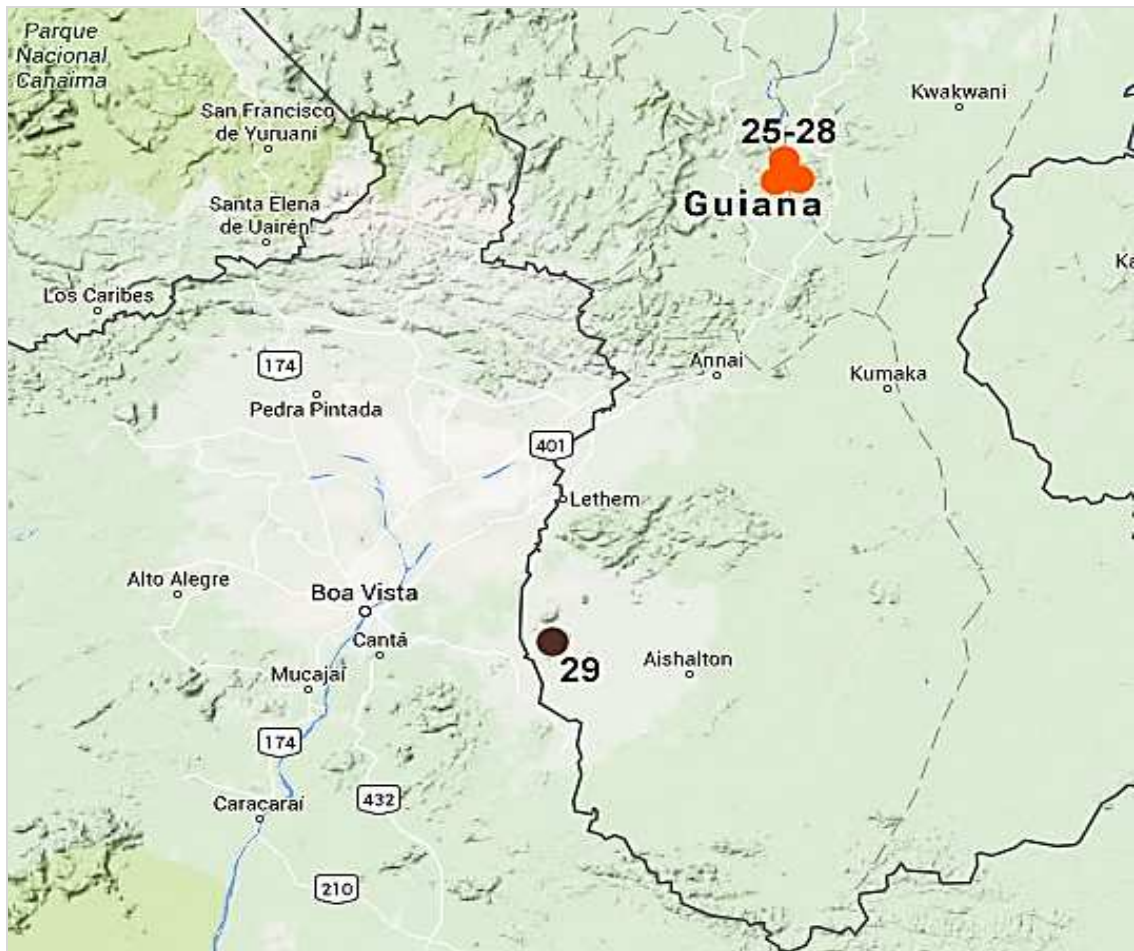 Parque
Nacional
Canaima
San Francisco
de Yuruaní
Kwakwani
25-28
Guiana
Santa Elena
de Uairén
Los Caribes
174
Annai
Kumaka
Pedra Pintada
401
Lethem
Alto Alegre
Boa Vista
Cantá
29
Aishalton
Mucajaí
174
432
Caracaraí
210